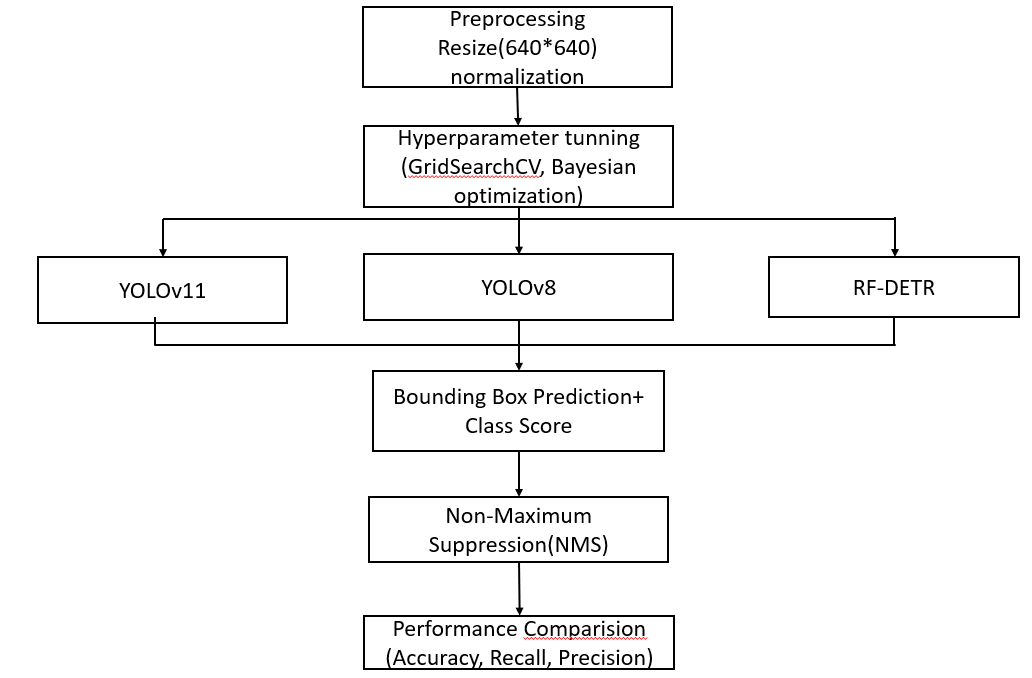 Preprocessing
Resize(640*640)
normalization
Hyperparameter tunning
(GridSearchCV, Bayesian
optimization)
YOLOv11
YOLOv8
RF-DETR
Bounding Box Prediction+
Class Score
Non-Maximum
Suppression(NMS)
Performance Comparision
(Accuracy, Recall, Precision)